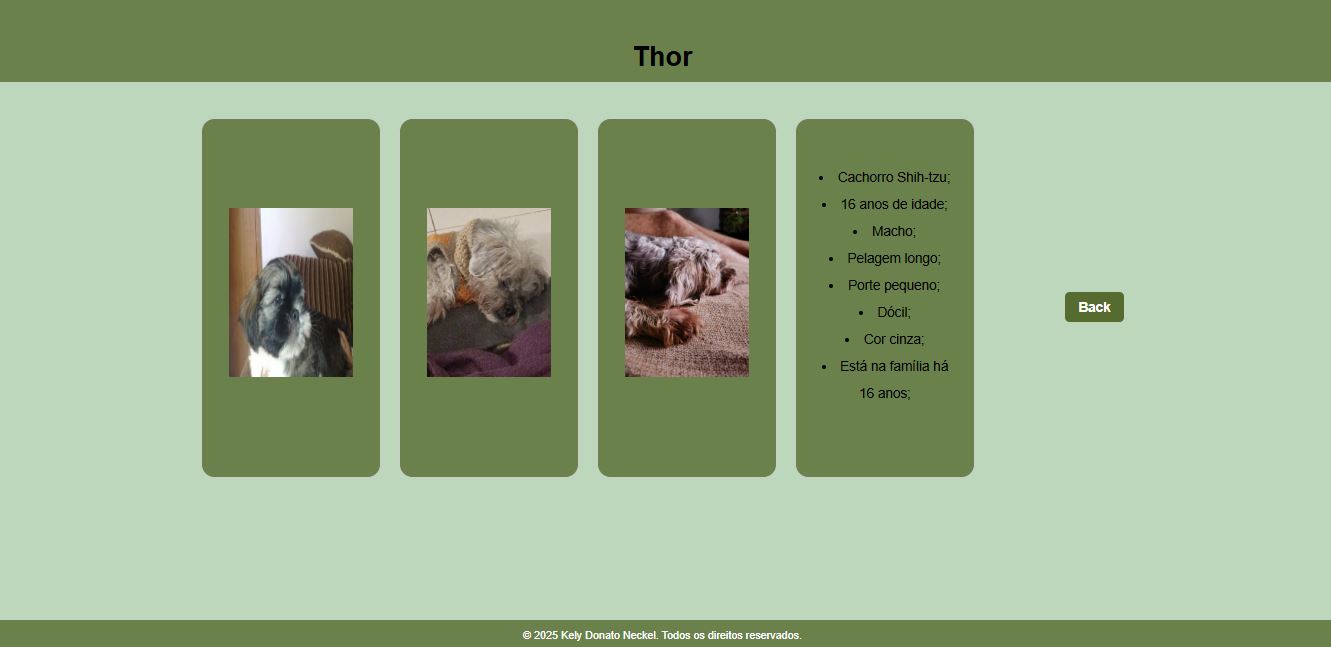 Thor
Cachorro Shih-tzu;
16 anos de idade;
Macho;
Pelagem longo;
Porte pequeno;
Dócil;
Cor cinza;
Está na família há
16 anos;
Back
© 2025 Kely Donato Neckel. Todos os direitos reservados.